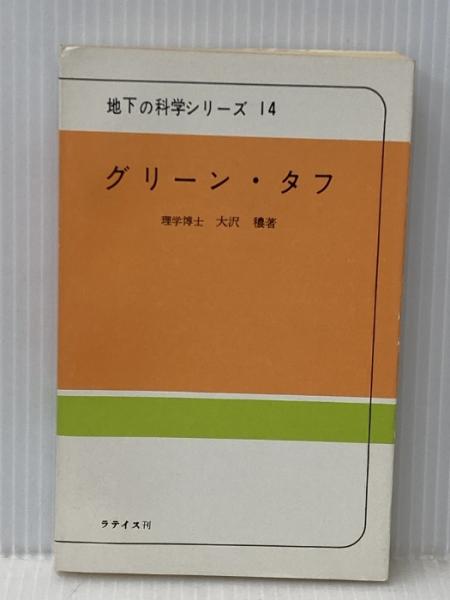 地下の科学シリーズ 14
グリーン・タフ
理学博士 大沢 穠著
ラテイス刊